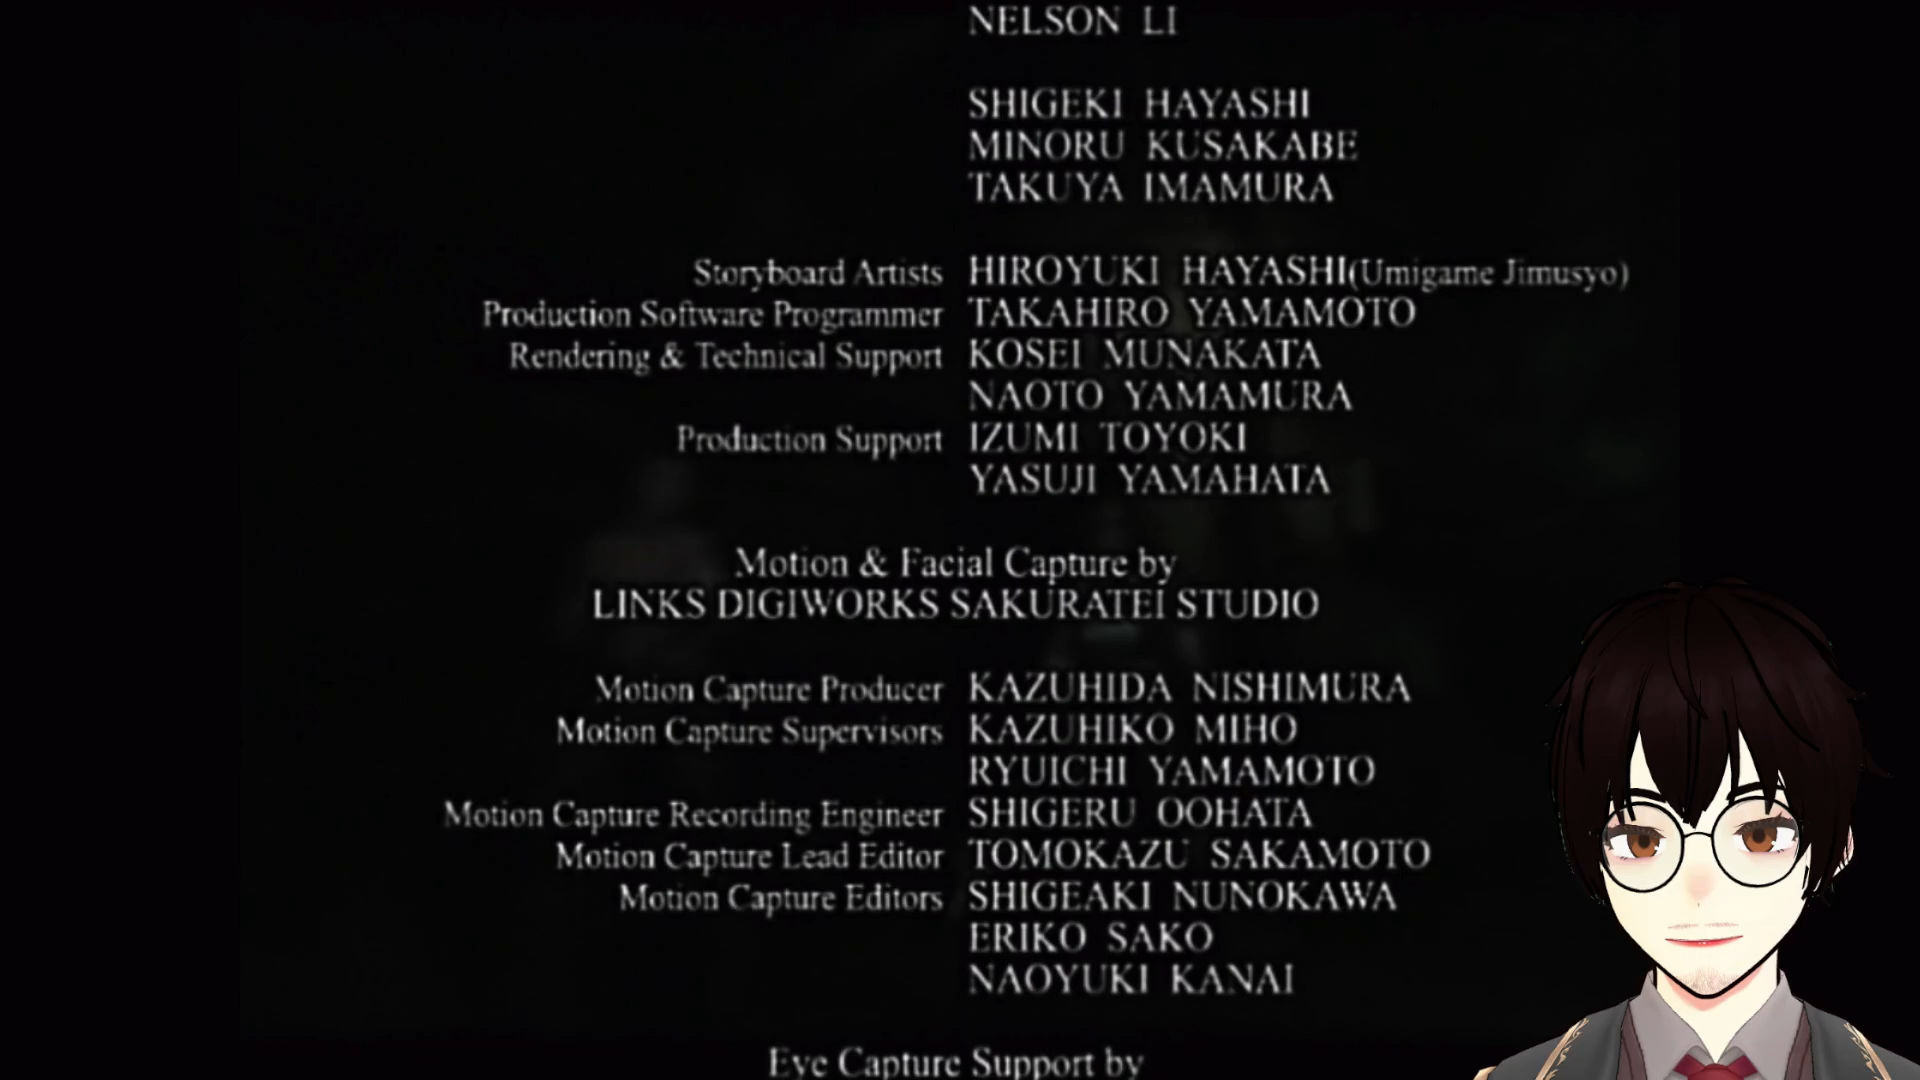 NELSON LI
SHIGEKI HAYASHI
MINORU KUSAKABE
TAKUYA IMAMURA
Storyboard Artists HIROYUKI HAYASHI(Umigame Jimusyo)
Production Software Programmer TAKAHIRO YAMAMOTO
Rendering & Technical Support KOSEI MUNAKATA
NAOTO YAMAMURA
Production Support IZUMI TOYOKI
YASUJI YAMAHATA
Motion & Facial Capture by
LINKS DIGIWORKS SAKURATEI STUDIO
Motion Capture Producer KAZUHIDA NISHIMURA
Motion Capture Supervisors KAZUHIKO MIHO
RYUICHI YAMAMOTO
Motion Capture Recording Engineer SHIGERU OOHATA
Motion Capture Lead Editor TOMOKAZU SAKAMOTO
Motion Capture Editors SHIGEAKI NUNOKAWA
ERIKO SAKO
NAOYUKI KANAI
Eye Capture Support by